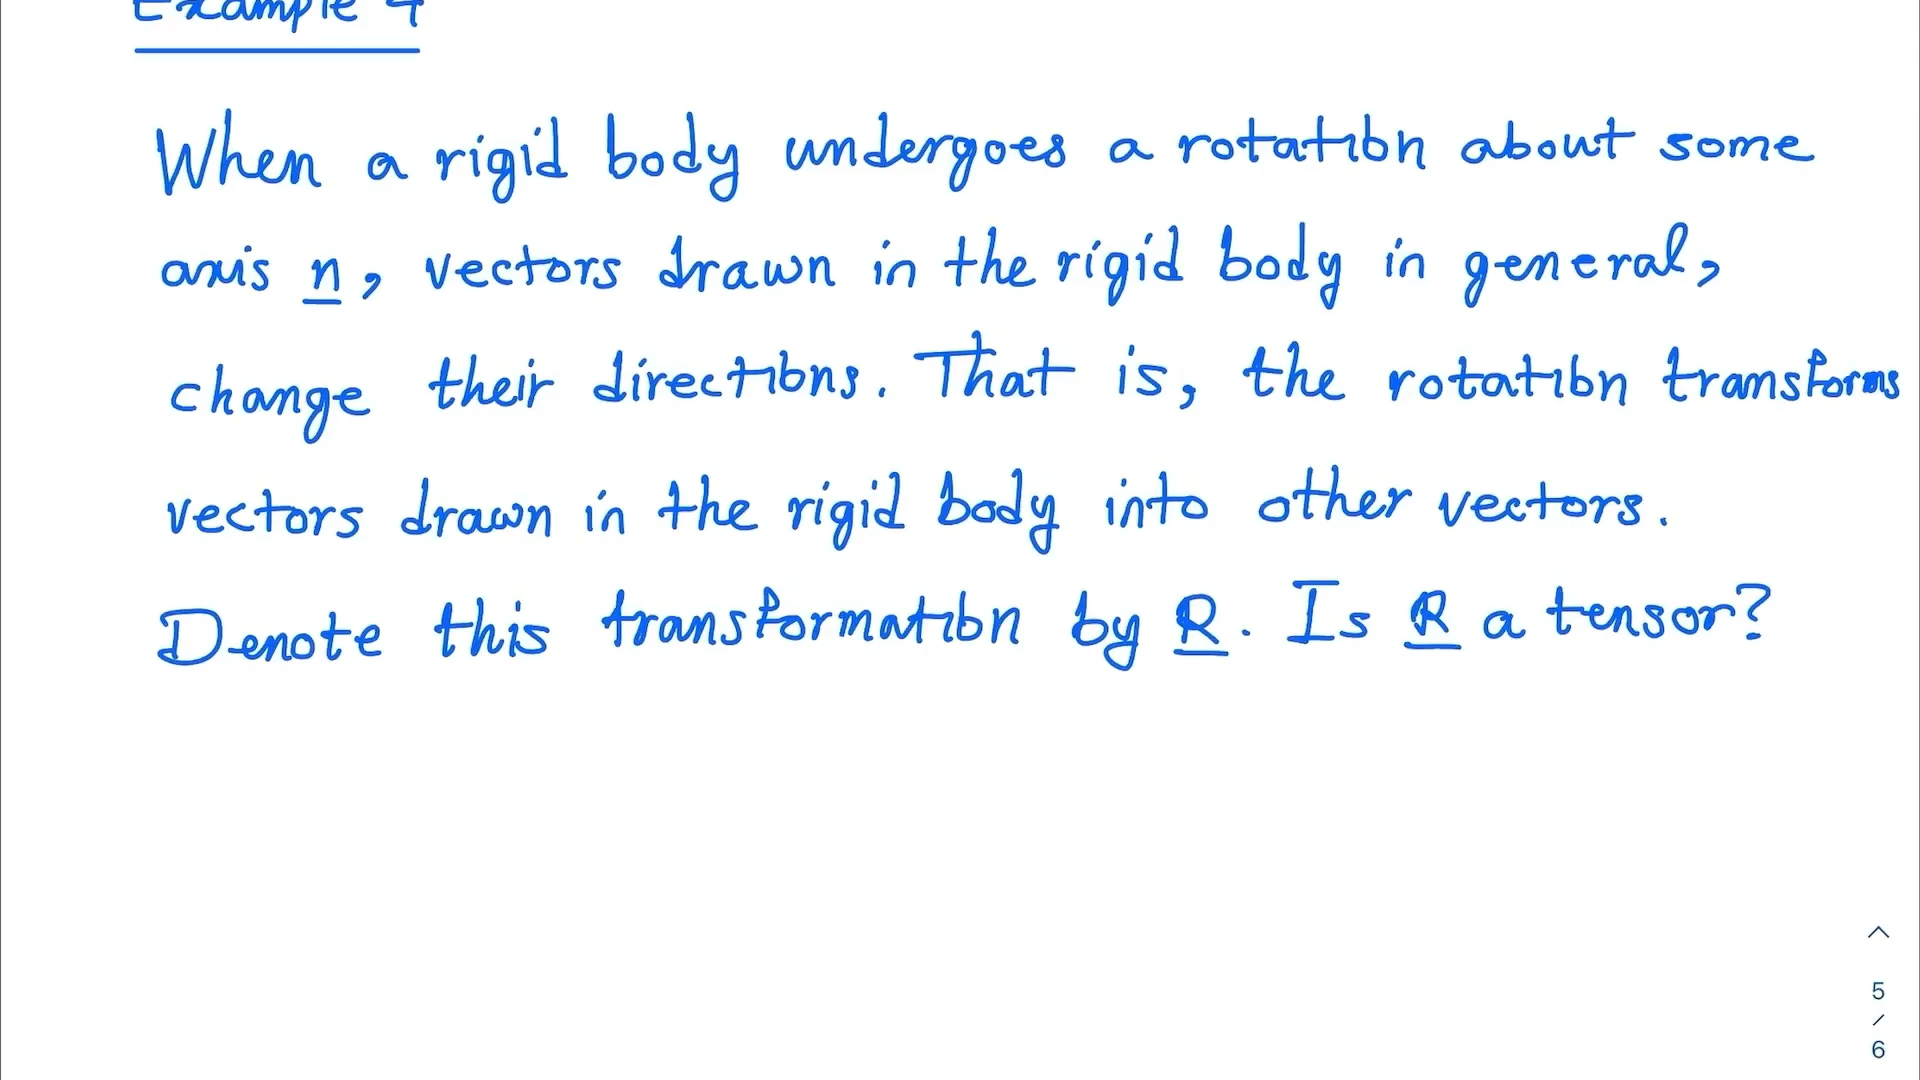 Example 4
When a rigid body undergoes a rotation about some
axis n, vectors drawn in the rigid body in general,
change their directions. That is, the rotation transforms
vectors drawn in the rigid body into other vectors.
Denote this transformation by R. Is R a tensor?
5
/
6